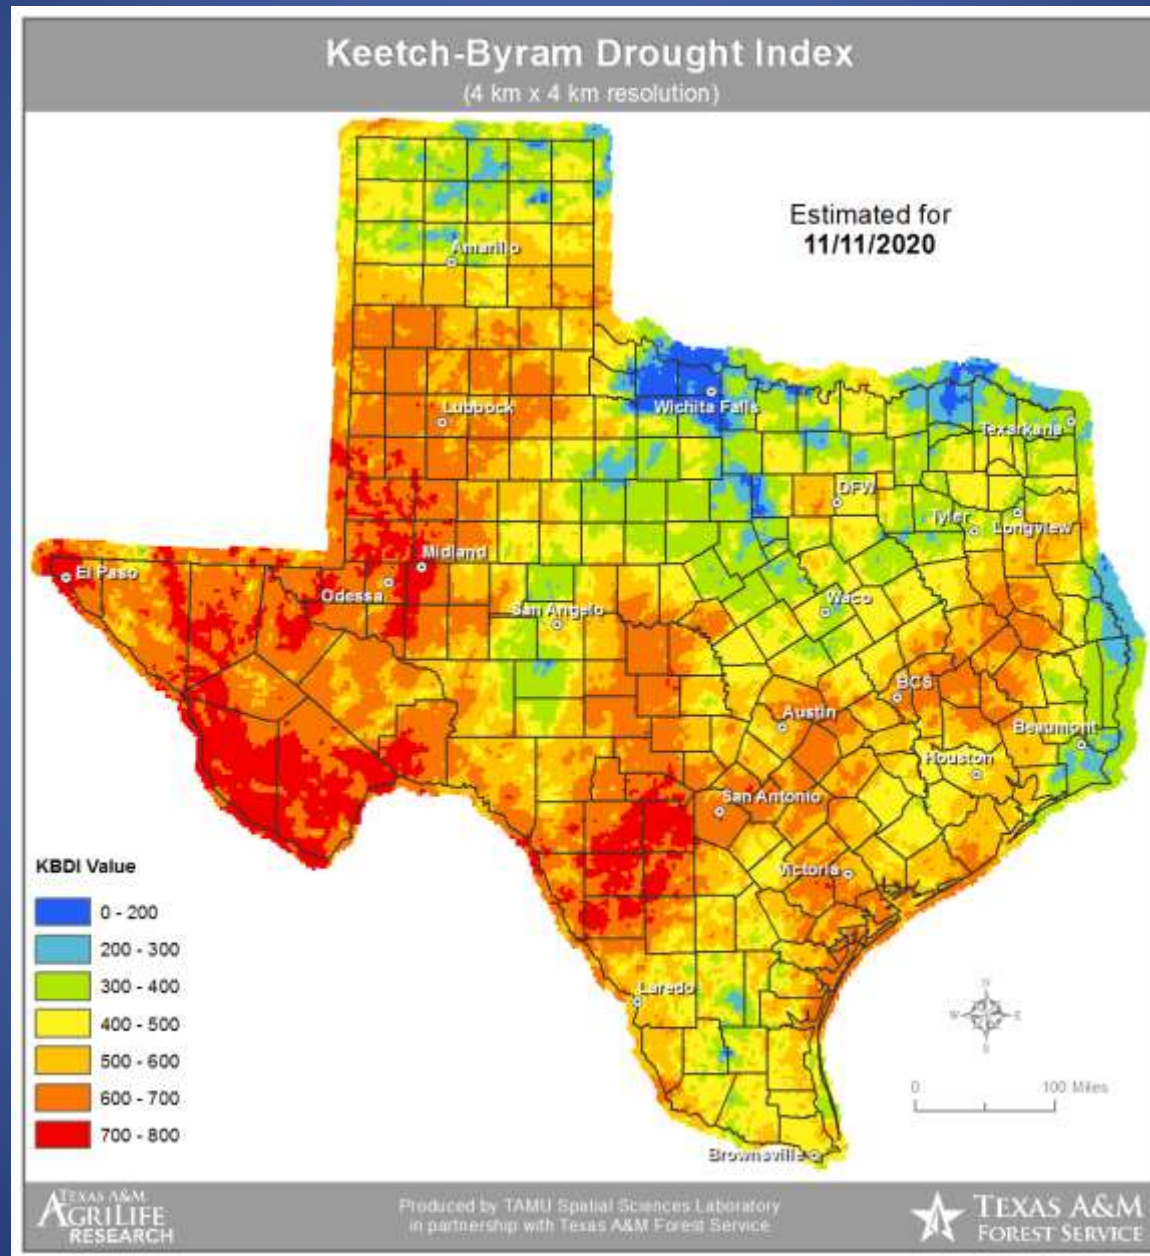 Keetch-Byram Drought Index
(4 km x 4 km resolution)
Estimated for
11/11/2020
Amarillo
Lubbock
Wichita Falls
Texarkana
DFW
Tyler
Longview
Midland
El Paso
Odessa
San Angelo
Waco
BCS
Austin
Beaumont
Houston
San Antonio
Victoria
Laredo
Brownsville
KBDI Value
0 - 200
200 - 300
300 - 400
400 - 500
500 - 600
600 - 700
700 - 800
N
W E
S
0 100 Miles
TEXAS A&M
AGRILIFE
RESEARCH
Produced by TAMU Spatial Sciences Laboratory
in partnership with Texas A&M Forest Service
TEXAS A&M
FOREST SERVICE